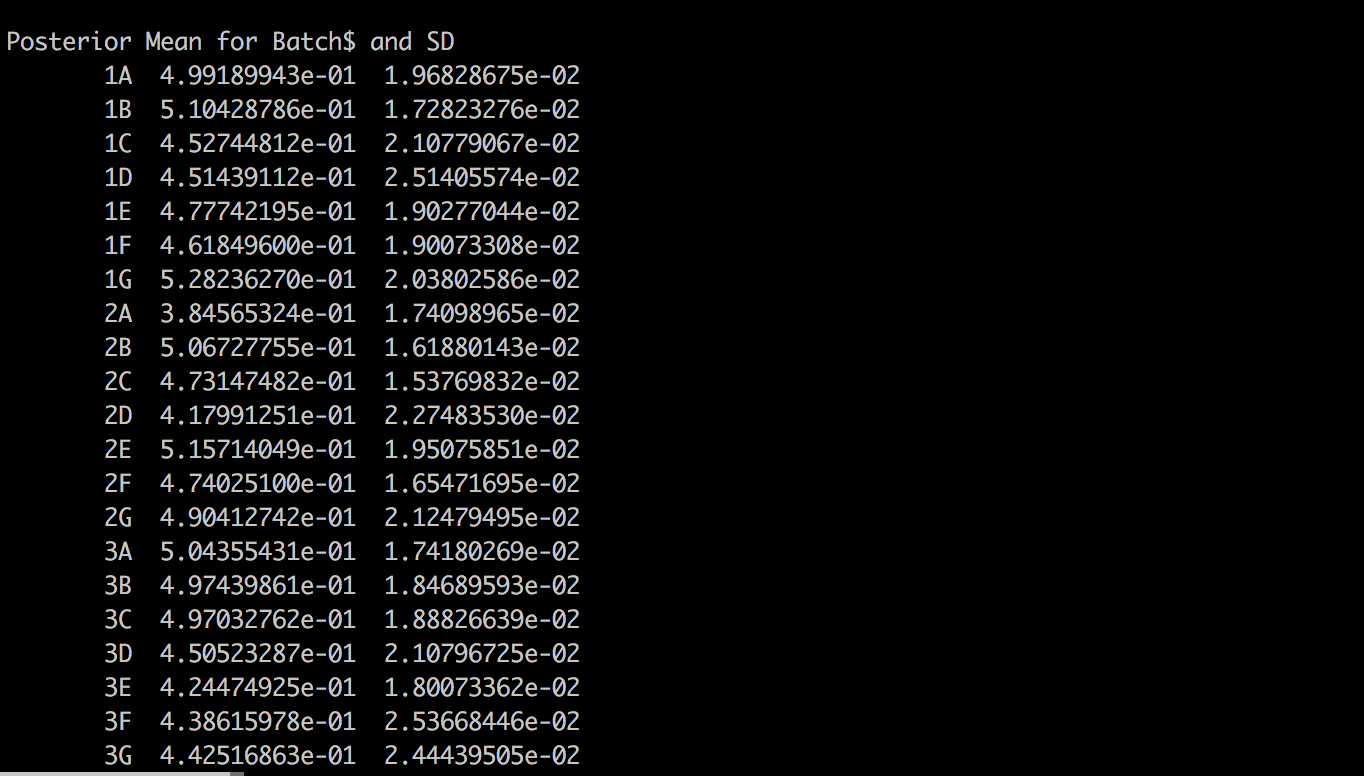 Posterior Mean for Batch$ and SD
1A 4.99189943e-01 1.96828675e-02
1B 5.10428786e-01 1.72823276e-02
1C 4.52744812e-01 2.10779067e-02
1D 4.51439112e-01 2.51405574e-02
1E 4.77742195e-01 1.90277044e-02
1F 4.61849600e-01 1.90073308e-02
1G 5.28236270e-01 2.03802586e-02
2A 3.84565324e-01 1.74098965e-02
2B 5.06727755e-01 1.61880143e-02
2C 4.73147482e-01 1.53769832e-02
2D 4.17991251e-01 2.27483530e-02
2E 5.15714049e-01 1.95075851e-02
2F 4.74025100e-01 1.65471695e-02
2G 4.90412742e-01 2.12479495e-02
3A 5.04355431e-01 1.74180269e-02
3B 4.97439861e-01 1.84689593e-02
3C 4.97032762e-01 1.88826639e-02
3D 4.50523287e-01 2.10796725e-02
3E 4.24474925e-01 1.80073362e-02
3F 4.38615978e-01 2.53668446e-02
3G 4.42516863e-01 2.44439505e-02